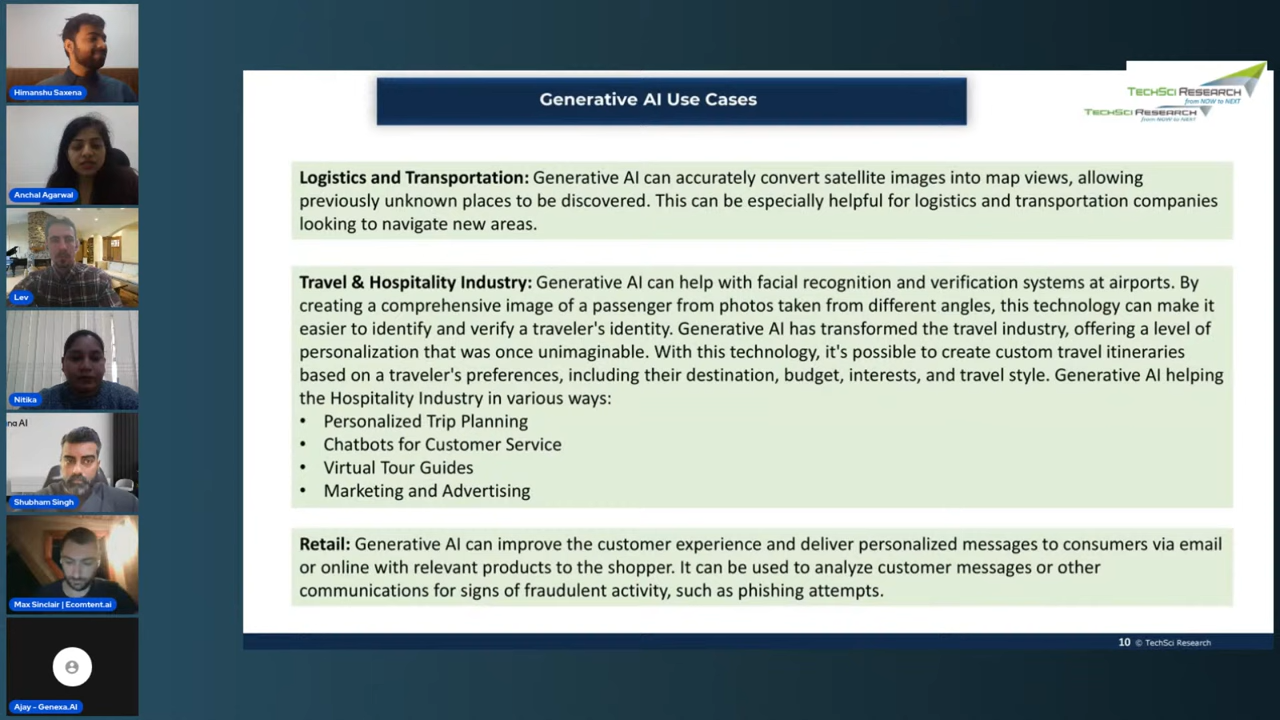 Himanshu Saxena
Anchal Agarwal
Lev
Nitika
na AI
Shubham Singh
Max Sinclair | Ecomtent.ai
Ajay - Genexa.AI
Generative AI Use Cases
TECHSCI RESEARCH
from NOW to NEXT
TECHSCI RESEARCH
from NOW to NEXT
Logistics and Transportation: Generative AI can accurately convert satellite images into map views, allowing
previously unknown places to be discovered. This can be especially helpful for logistics and transportation companies
looking to navigate new areas.
Travel & Hospitality Industry: Generative AI can help with facial recognition and verification systems at airports. By
creating a comprehensive image of a passenger from photos taken from different angles, this technology can make it
easier to identify and verify a traveler's identity. Generative AI has transformed the travel industry, offering a level of
personalization that was once unimaginable. With this technology, it's possible to create custom travel itineraries
based on a traveler's preferences, including their destination, budget, interests, and travel style. Generative AI helping
the Hospitality Industry in various ways:
• Personalized Trip Planning
• Chatbots for Customer Service
• Virtual Tour Guides
• Marketing and Advertising
Retail: Generative AI can improve the customer experience and deliver personalized messages to consumers via email
or online with relevant products to the shopper. It can be used to analyze customer messages or other
communications for signs of fraudulent activity, such as phishing attempts.
10 © TechSci Research